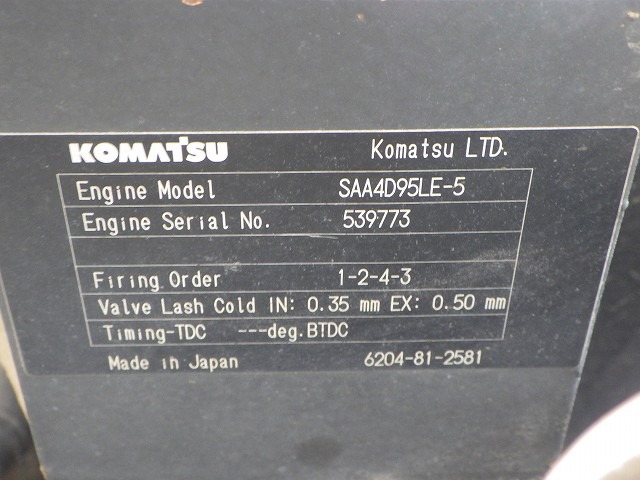 KOMATSU Komatsu LTD.
Engine Model SAA4D95LE-5
Engine Serial No. 539773
Firing Order 1-2-4-3
Valve Lash Cold IN: 0.35 mm EX: 0.50 mm
Timing-TDC ---deg.BTDC
Made in Japan 6204-81-2581